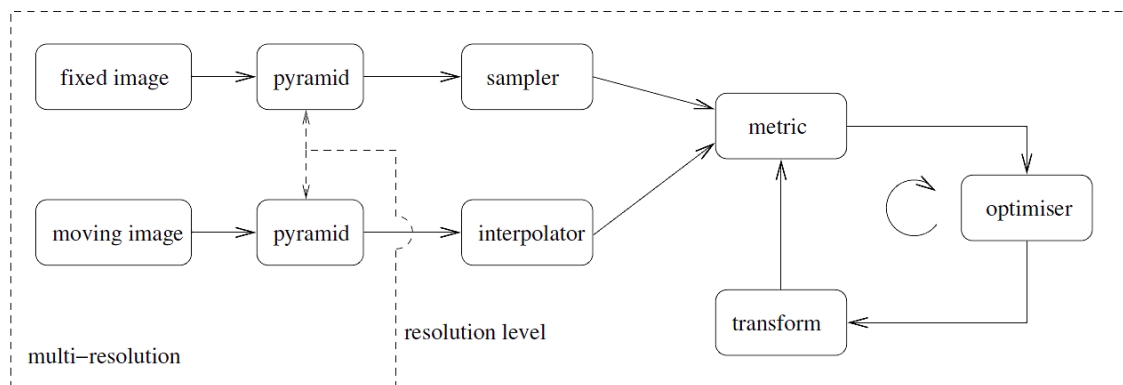 fixed image
pyramid
sampler
metric
moving image
pyramid
interpolator
optimiser
transform
resolution level
multi−resolution